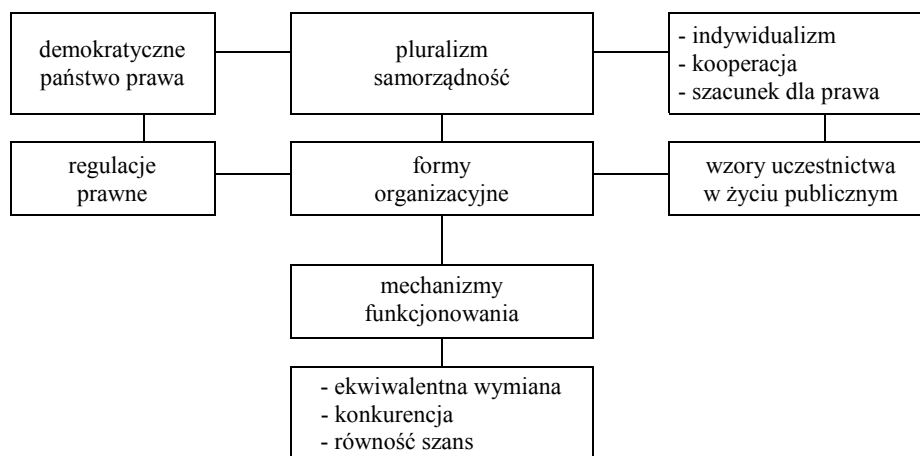 demokratyczne
państwo prawa
pluralizm
samorządność
- indywidualizm
- kooperacja
- szacunek dla prawa
regulacje
prawne
formy
organizacyjne
wzory uczestnictwa
w życiu publicznym
mechanizmy
funkcjonowania
- ekwiwalentna wymiana
- konkurencja
- równość szans